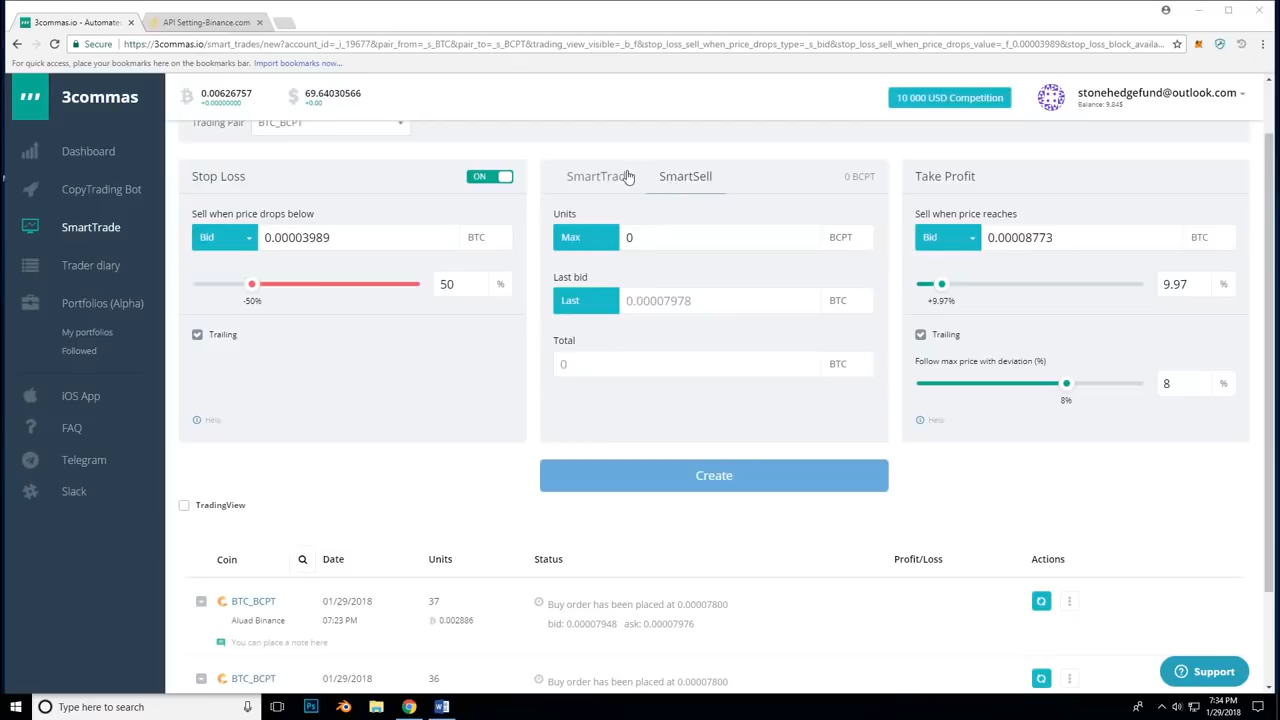 3commas.io - Automate
API Setting-Binance.com
Secure https://3commas.io/smart_trades/new?account_id=_i_19677&pair_from=_s_BTC&pair_to=_s_BCPT&trading_view_visible=_b_f&stop_loss_sell_when_price_drops_type=_s_bid&stop_loss_sell_when_price_drops_value=_f_0.00003989&stop_loss_block_availa...
For quick access, place your bookmarks here on the bookmarks bar. Import bookmarks now...
3commas
0.00626757
+0.00000000
69.64030566
+0.00
10 000 USD Competition
stonehedgefund@outlook.com
Balance: 9.84$
Dashboard
CopyTrading Bot
SmartTrade
Trader diary
Portfolios (Alpha)
My portfolios
Followed
IOS App
FAQ
Telegram
Slack
Trading Pair BTC_BCPT
Stop Loss ON
Sell when price drops below
Bid 0.00003989 BTC
50 %
-50%
Trailing
Help
SmartTrade SmartSell 0 BCPT
Units
Max 0 BCPT
Last bid
Last 0.00007978 BTC
Total
0 BTC
Take Profit
Sell when price reaches
Bid 0.00008773 BTC
9.97 %
+9.97%
Trailing
Follow max price with deviation (%)
8 %
8%
Help
Create
TradingView
Coin Date Units Status Profit/Loss Actions
BTC_BCPT 01/29/2018 37 Buy order has been placed at 0.00007800
Aluad Binance 07:23 PM 0.002886 bid: 0.00007948 ask: 0.00007976
You can place a note here
BTC_BCPT 01/29/2018 36 Buy order has been placed at 0.00007800
Support
Type here to search
7:34 PM
1/29/2018